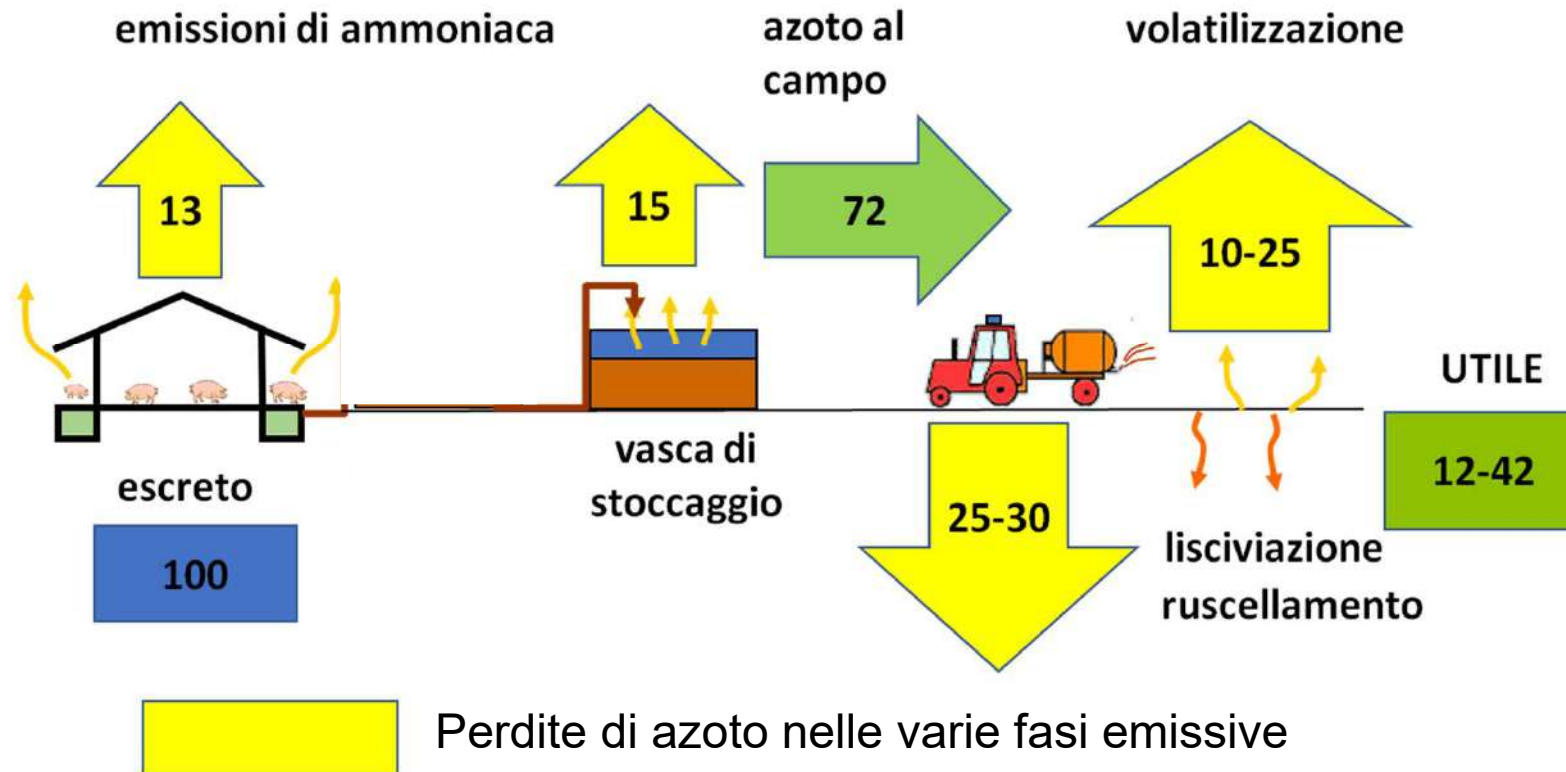 emissioni di ammoniaca
azoto al
campo
volatilizzazione
13
15
72
10-25
UTILE
12-42
escreto
100
vasca di
stoccaggio
25-30
lisciviazione
ruscellamento
Perdite di azoto nelle varie fasi emissive